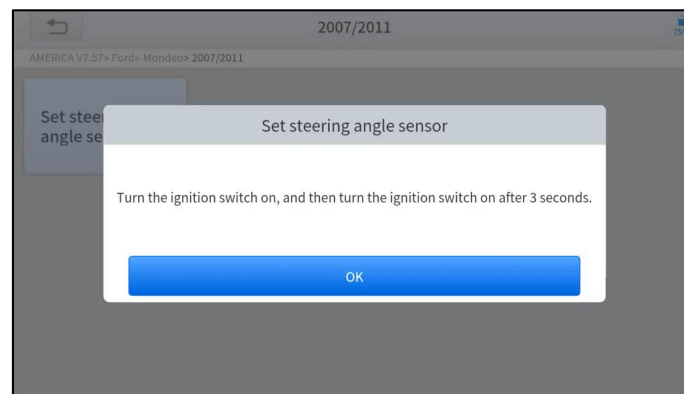 2007/2011
AMERICA V7.57> Ford> Mondeo> 2007/2011
Set steer
angle se
Set steering angle sensor
Turn the ignition switch on, and then turn the ignition switch on after 3 seconds.
OK